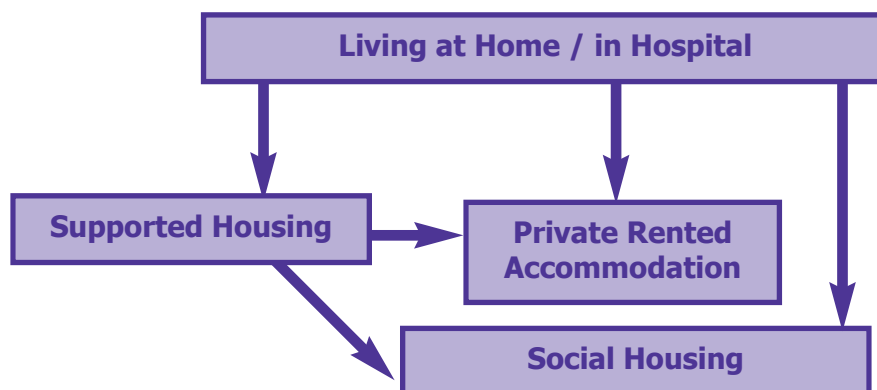 Living at Home / in Hospital
Supported Housing
Private Rented
Accommodation
Social Housing